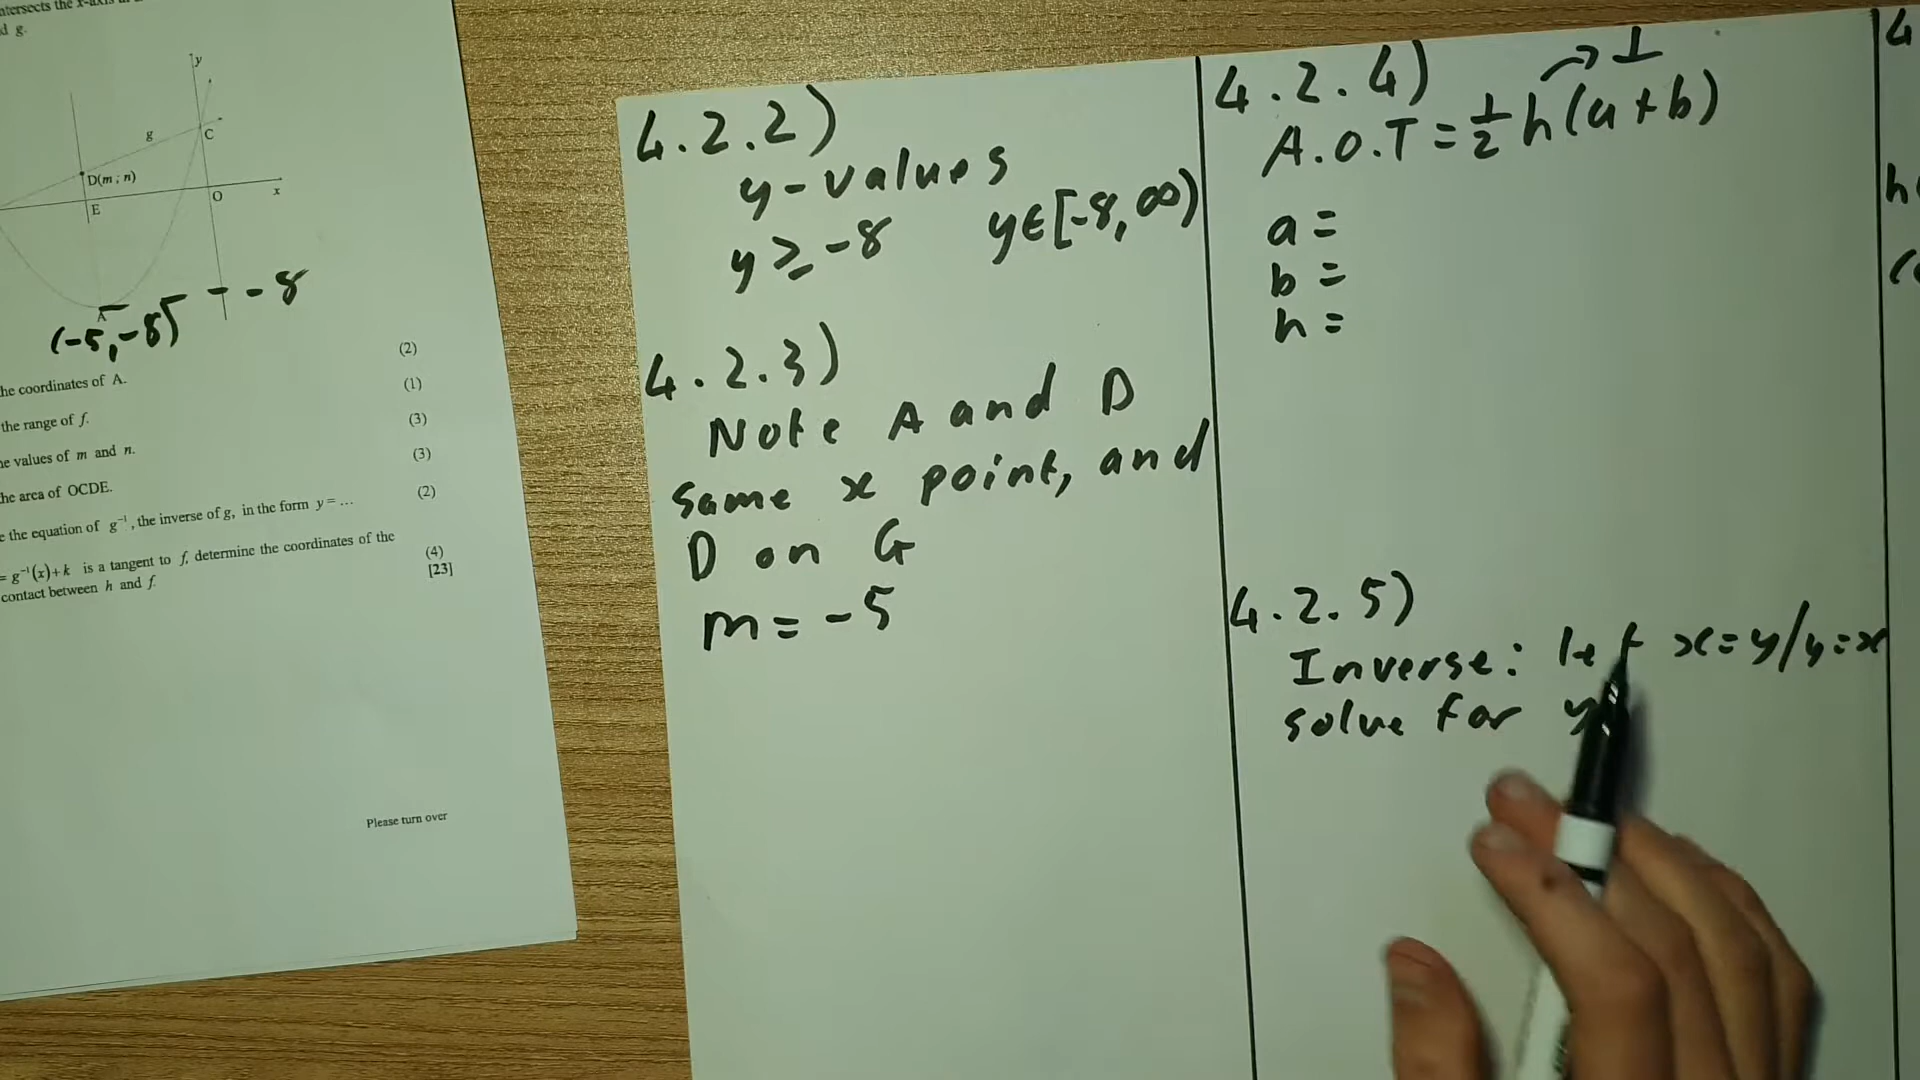 intersects the x-axis
d g.
y
g
C
D(m ; n)
E
O
x
A
(-5,-8)
- -8
(2)
he coordinates of A.
(1)
the range of f.
(3)
e values of m and n.
(3)
he area of OCDE.
(2)
e the equation of g⁻¹, the inverse of g, in the form y = ...
= g⁻¹(x)+k is a tangent to f, determine the coordinates of the
(4)
contact between h and f.
[23]
Please turn over
4.2.2)
y-values
y ≥ -8 y∈[-8,∞)
4.2.3)
Note A and D
same x point, and
D on G
m = -5
4.2.4) ⊥
A.O.T = ½ h(a+b)
a =
b =
h =
4.2.5)
Inverse: let x=y/y=x
solve for y
4
h(
(